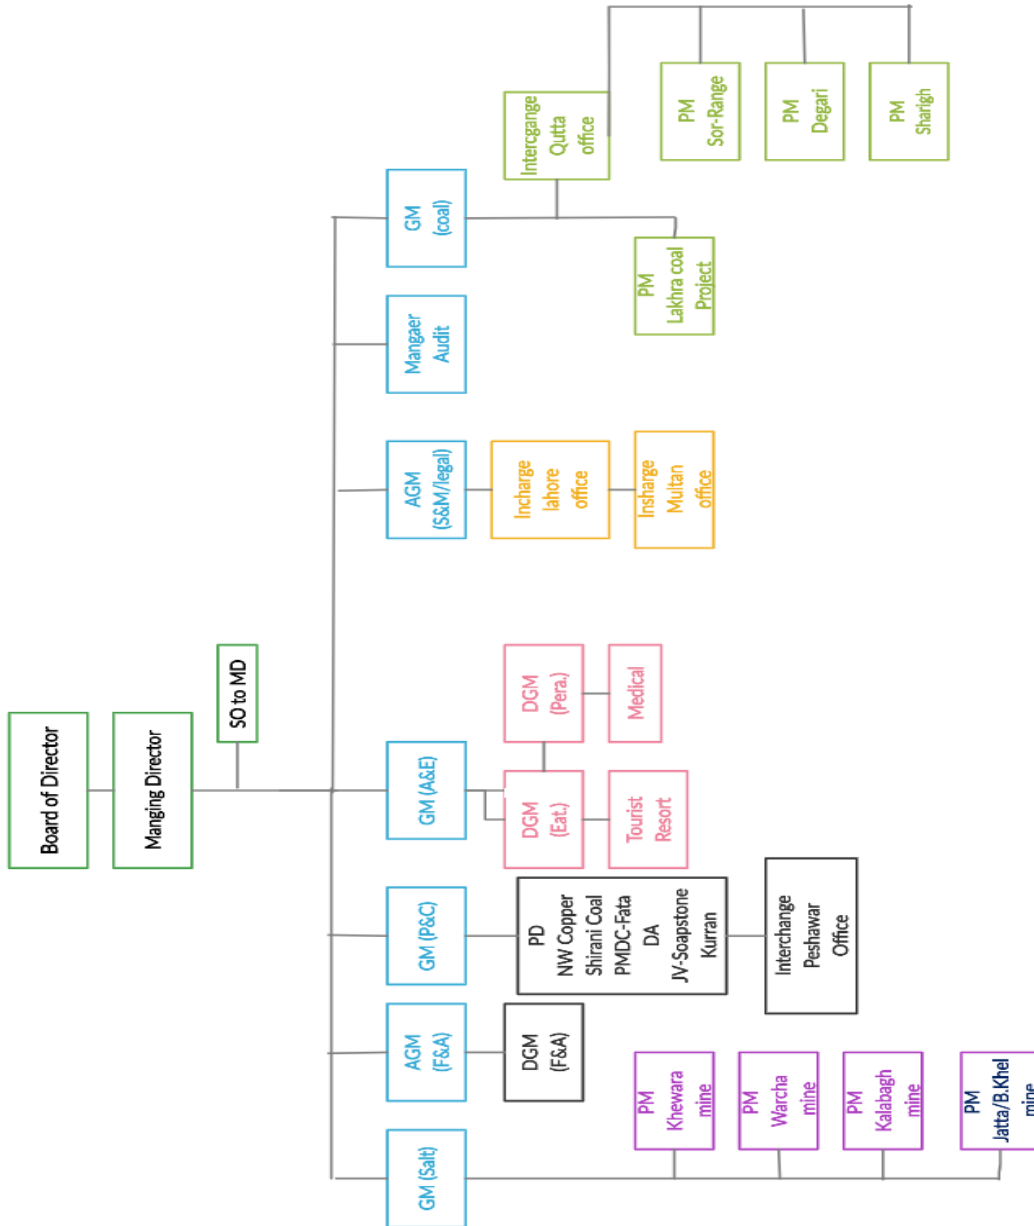 Board of Director
Manging Director
SO to MD
GM (Salt)
AGM
(F&A)
GM (P&C)
GM (A&E)
AGM
(S&M/legal)
Mangaer
Audit
GM
(coal)
PM
Khewara
mine
PM
Warcha
mine
PM
Kalabagh
mine
PM
Jatta/B.Khel
mine
DGM
(F&A)
PD
NW Copper
Shirani Coal
PMDC-Fata
DA
JV-Soapstone
Kurran
Interchange
Peshawar
Office
DGM
(Eat.)
Tourist
Resort
DGM
(Pera.)
Medical
Incharge
lahore
office
Insharge
Multan
office
Intercgange
Qutta
office
PM
Lakhra coal
Project
PM
Sor-Range
PM
Degari
PM
Sharigh